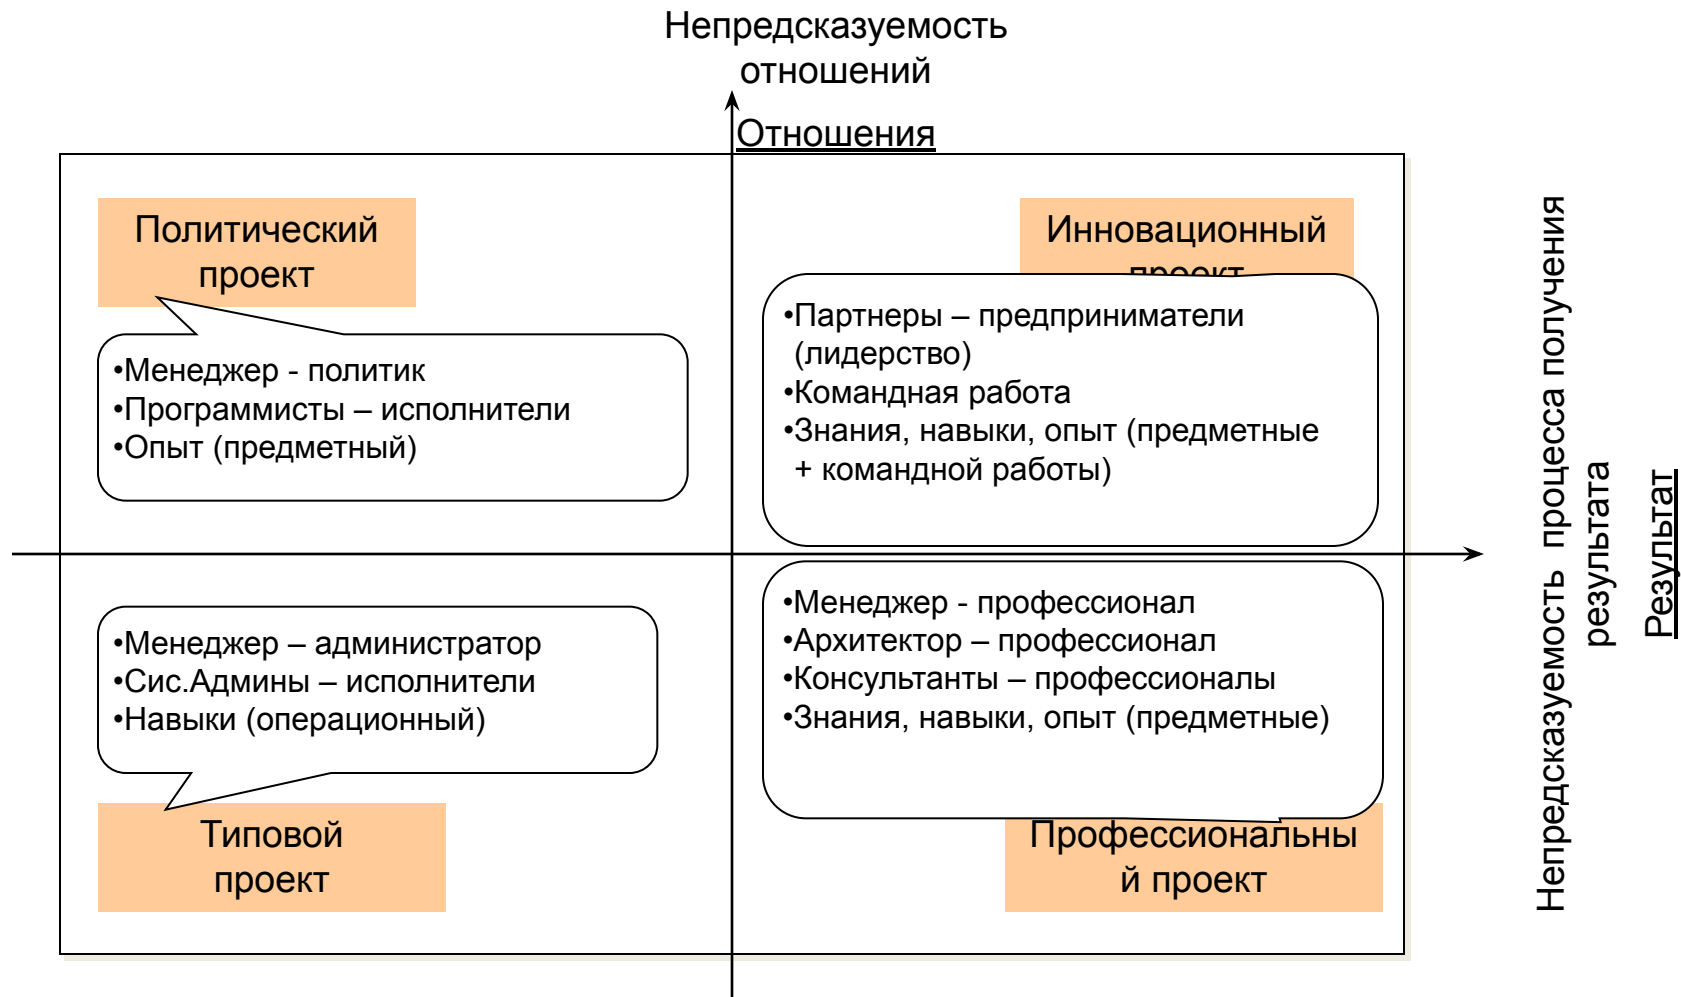 Непредсказуемость
отношений
Отношения
Политический
проект
•Менеджер - политик
•Программисты – исполнители
•Опыт (предметный)
Инновационный
проект
•Партнеры – предприниматели
(лидерство)
•Командная работа
•Знания, навыки, опыт (предметные
+ командной работы)
•Менеджер – администратор
•Сис.Админы – исполнители
•Навыки (операционный)
Типовой
проект
•Менеджер - профессионал
•Архитектор – профессионал
•Консультанты – профессионалы
•Знания, навыки, опыт (предметные)
Профессиональны
й проект
Непредсказуемость процесса получения
результата
Результат